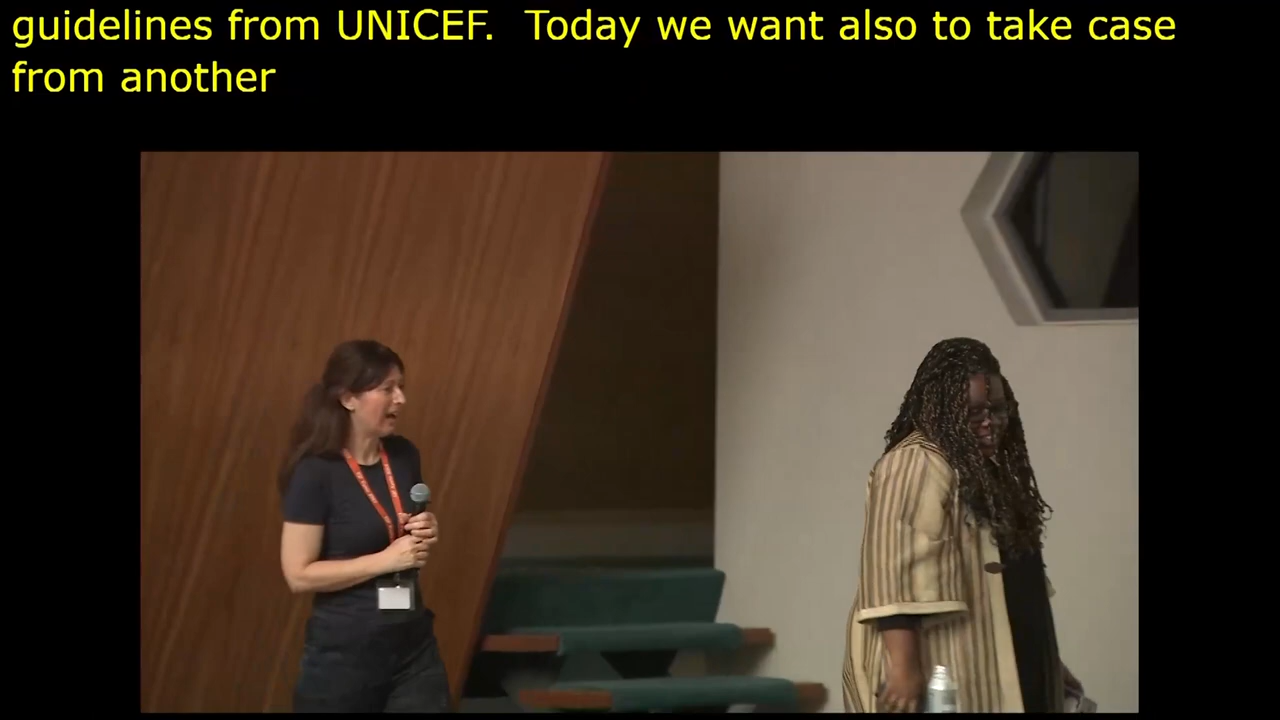 guidelines from UNICEF.  Today we want also to take case
from another